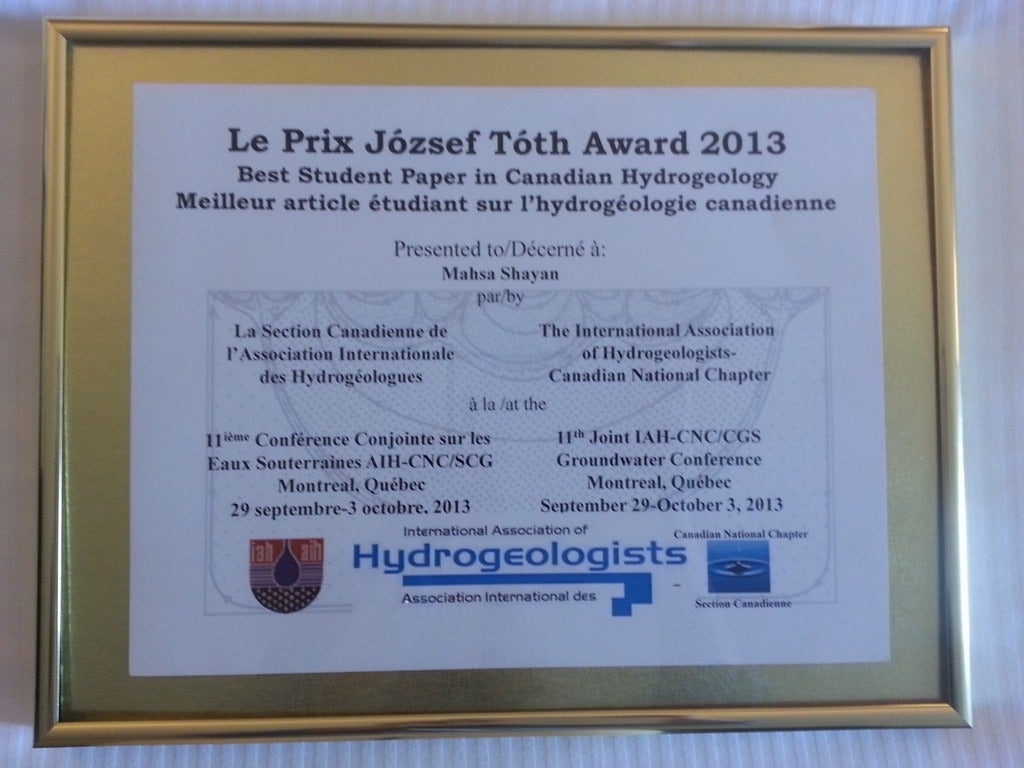 Le Prix József Tóth Award 2013
Best Student Paper in Canadian Hydrogeology
Meilleur article étudiant sur l'hydrogéologie canadienne
Presented to/Décerné à:
Mahsa Shayan
par/by
La Section Canadienne de
l'Association Internationale
des Hydrogéologues
The International Association
of Hydrogeologists-
Canadian National Chapter
à la /at the
11ième Conférence Conjointe sur les
Eaux Souterraines AIH-CNC/SCG
Montreal, Québec
29 septembre-3 octobre, 2013
11th Joint IAH-CNC/CGS
Groundwater Conference
Montreal, Québec
September 29-October 3, 2013
iah aih
International Association of
Hydrogeologists
Association International des
Canadian National Chapter
Section Canadienne